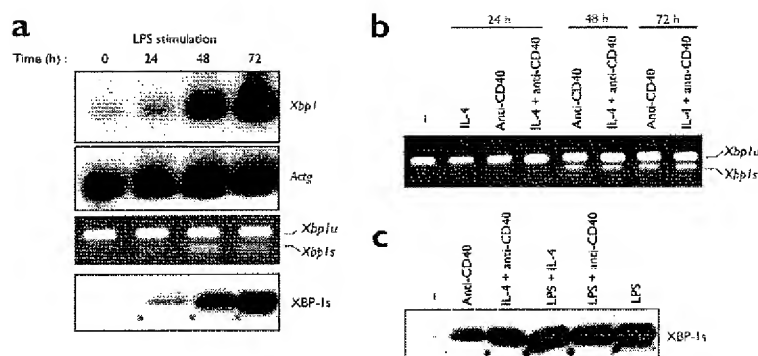 a
LPS stimulation
Time (h) : 0 24 48 72
Xbp1
Actg
Xbp1u
Xbp1s
XBP-1s
b
24 h 48 h 72 h
IL-4
Anti-CD40
IL-4 + anti-CD40
Anti-CD40
IL-4 + anti-CD40
Anti-CD40
IL-4 + anti-CD40
Xbp1u
Xbp1s
c
Anti-CD40
IL-4 + anti-CD40
LPS + IL-4
LPS + anti-CD40
LPS
XBP-1s